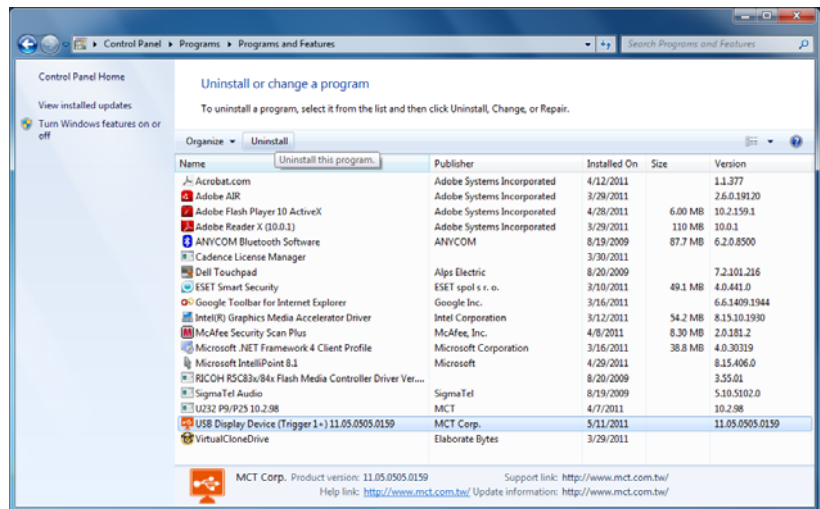 Control Panel ▸ Programs ▸ Programs and Features
Search Programs and Features
Control Panel Home
View installed updates
Turn Windows features on or off
Uninstall or change a program
To uninstall a program, select it from the list and then click Uninstall, Change, or Repair.
Organize Uninstall
Uninstall this program.
Name Publisher Installed On Size Version
Acrobat.com Adobe Systems Incorporated 4/12/2011 1.1.377
Adobe AIR Adobe Systems Incorporated 3/29/2011 2.6.0.19120
Adobe Flash Player 10 ActiveX Adobe Systems Incorporated 4/28/2011 6.00 MB 10.2.159.1
Adobe Reader X (10.0.1) Adobe Systems Incorporated 3/29/2011 110 MB 10.0.1
ANYCOM Bluetooth Software ANYCOM 8/19/2009 87.7 MB 6.2.0.8500
Cadence License Manager 3/30/2011
Dell Touchpad Alps Electric 8/20/2009 7.2.101.216
ESET Smart Security ESET spol s r. o. 3/10/2011 49.1 MB 4.0.441.0
Google Toolbar for Internet Explorer Google Inc. 3/16/2011 6.6.1409.1944
Intel(R) Graphics Media Accelerator Driver Intel Corporation 3/12/2011 54.2 MB 8.15.10.1930
McAfee Security Scan Plus McAfee, Inc. 4/8/2011 8.30 MB 2.0.181.2
Microsoft .NET Framework 4 Client Profile Microsoft Corporation 3/16/2011 38.8 MB 4.0.30319
Microsoft IntelliPoint 8.1 Microsoft 4/29/2011 8.15.406.0
RICOH R5C83x/84x Flash Media Controller Driver Ver.... 8/20/2009 3.55.01
SigmaTel Audio SigmaTel 8/19/2009 5.10.5102.0
U232 P9/P25 10.2.98 MCT 4/7/2011 10.2.98
USB Display Device (Trigger 1+) 11.05.0505.0159 MCT Corp. 5/11/2011 11.05.0505.0159
VirtualCloneDrive Elaborate Bytes 3/29/2011
MCT Corp. Product version: 11.05.0505.0159 Support link: http://www.mct.com.tw/
Help link: http://www.mct.com.tw/ Update information: http://www.mct.com.tw/